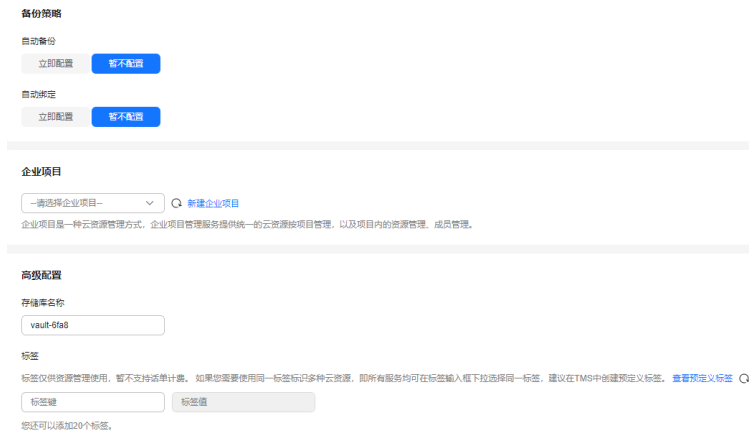 备份策略
自动备份
立即配置 暂不配置
自动绑定
立即配置 暂不配置
企业项目
--请选择企业项目-- 新建企业项目
企业项目是一种云资源管理方式，企业项目管理服务提供统一的云资源按项目管理，以及项目内的资源管理、成员管理。
高级配置
存储库名称
vault-6fa8
标签
标签仅供资源管理使用，暂不支持话单计费。 如果您需要使用同一标签标识多种云资源，即所有服务均可在标签输入框下拉选择同一标签，建议在TMS中创建预定义标签。 查看预定义标签
标签键 标签值
您还可以添加20个标签。